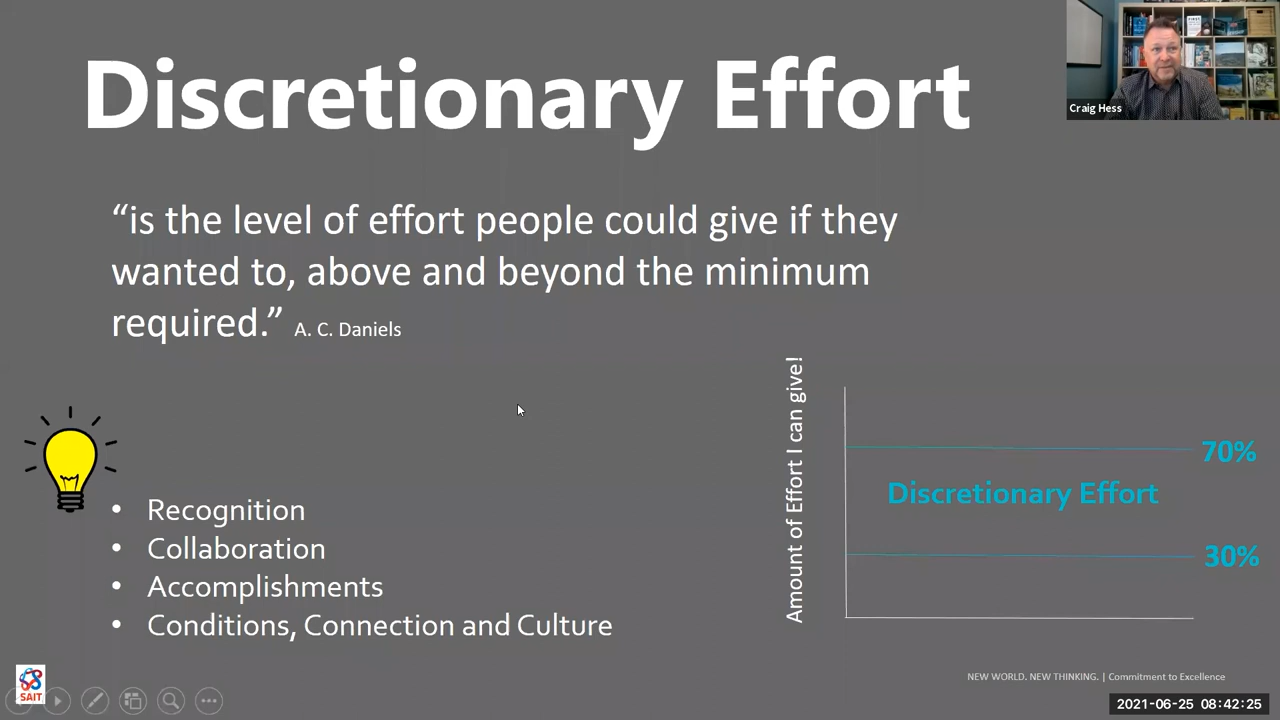 Discretionary Effort
Craig Hess
“is the level of effort people could give if they
wanted to, above and beyond the minimum
required.” A. C. Daniels
Amount of Effort I can give!
70%
Discretionary Effort
30%
• Recognition
• Collaboration
• Accomplishments
• Conditions, Connection and Culture
SAIT
NEW WORLD. NEW THINKING. | Commitment to Excellence
2021-06-25 08:42:25